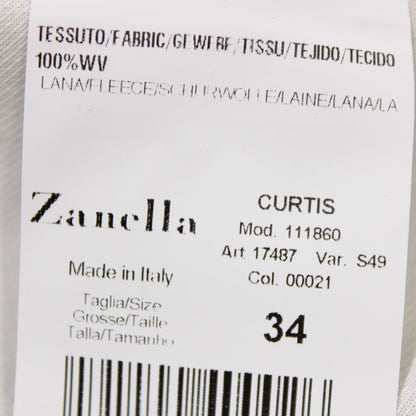 TESSUTO/FABRIC/GEWEBE/TISSU/TEJIDO/TECIDO
100%WV
LANA/FLEECE/SCHURWOLLE/LAINE/LANA/LA
Zanella
CURTIS
Mod. 111860
Art 17487 Var. S49
Col. 00021
Made in Italy
Taglia/Size
Grosse/Taille
Talla/Tamanho
34